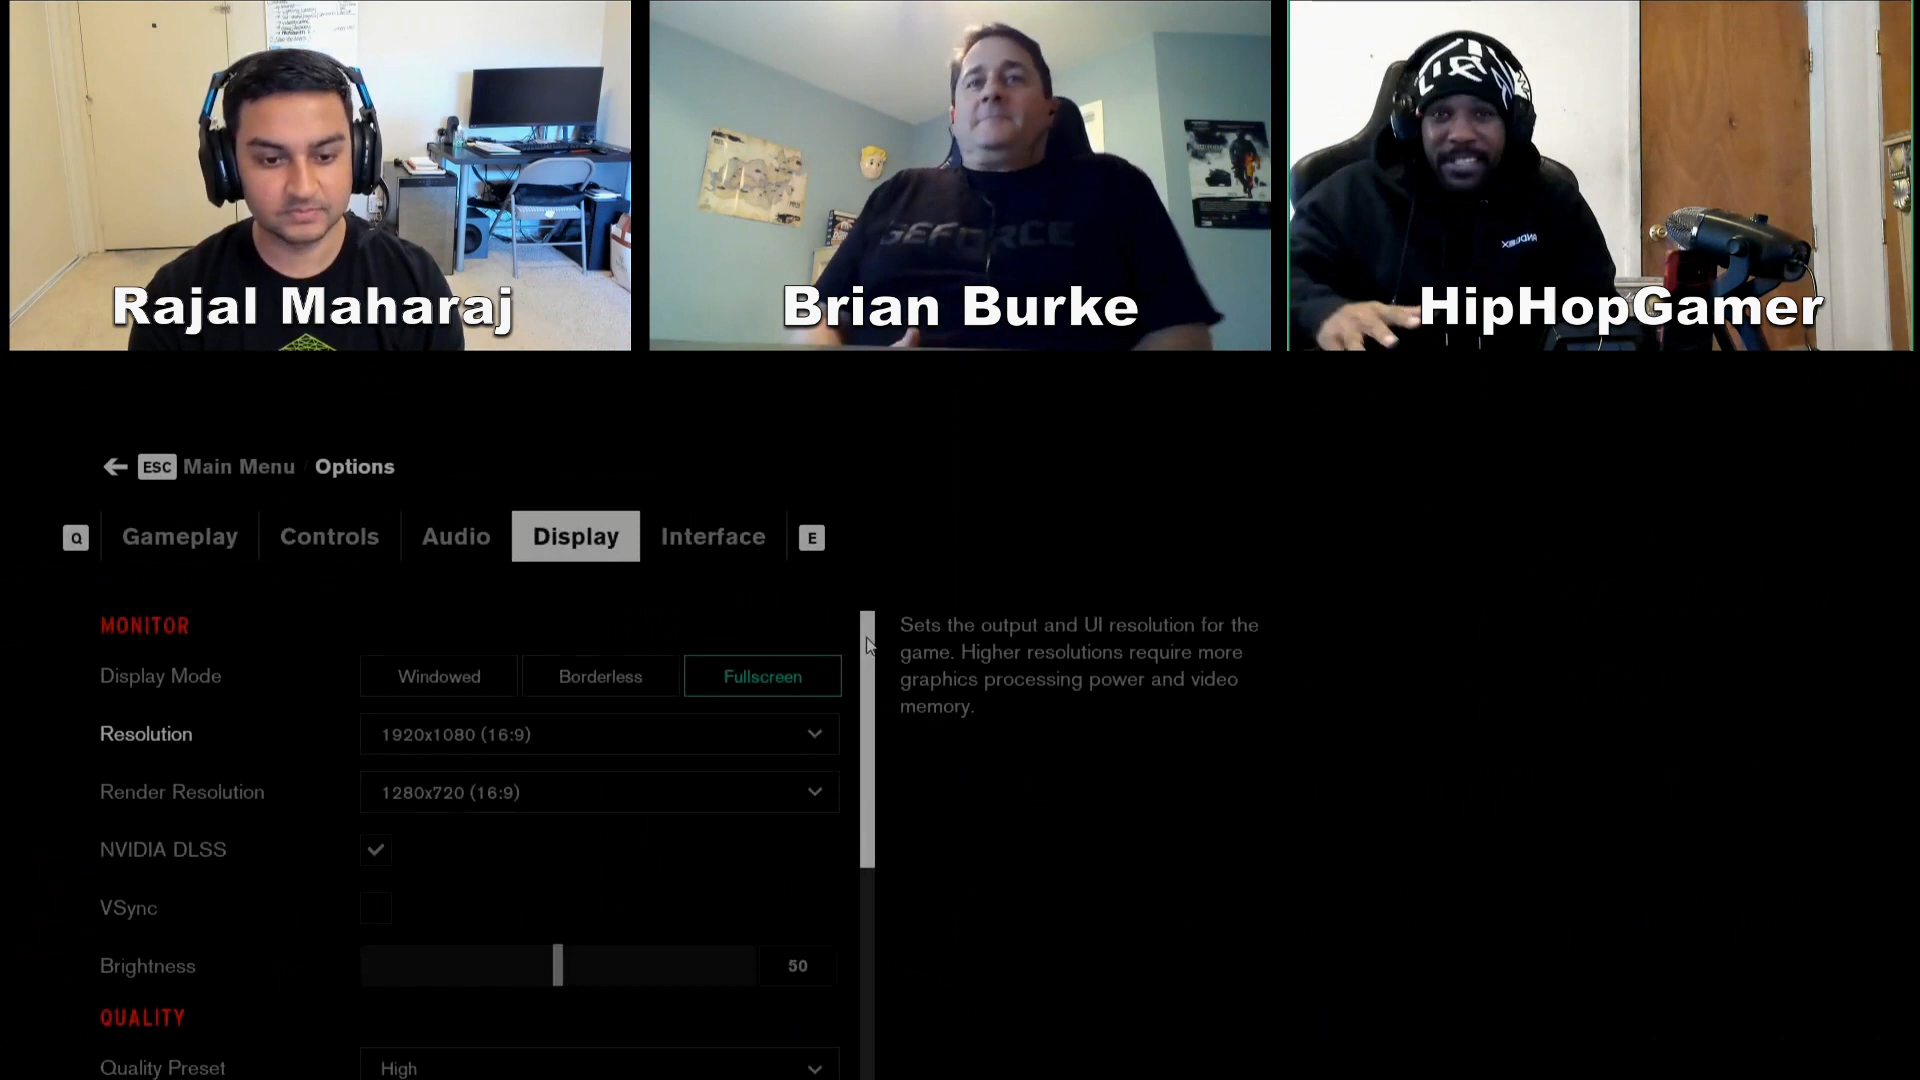 Rajal Maharaj
GEFORCE
Brian Burke
HipHopGamer
ESC Main Menu / Options
Q Gameplay Controls Audio Display Interface E
MONITOR
Display Mode Windowed Borderless Fullscreen
Resolution 1920x1080 (16:9)
Render Resolution 1280x720 (16:9)
NVIDIA DLSS
VSync
Brightness 50
QUALITY
Quality Preset High
Sets the output and UI resolution for the
game. Higher resolutions require more
graphics processing power and video
memory.